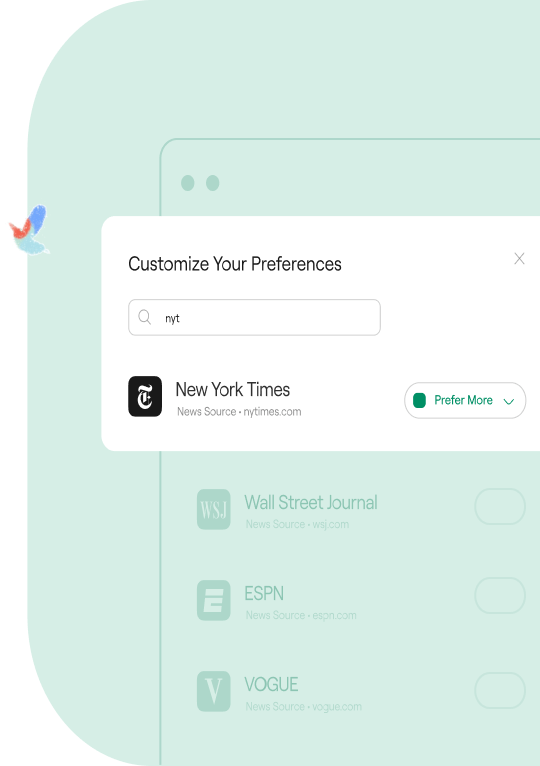 Customize Your Preferences
nyt
New York Times
News Source • nytimes.com
Prefer More
WSJ
Wall Street Journal
News Source • wsj.com
ESPN
News Source • espn.com
V
VOGUE
News Source • vogue.com